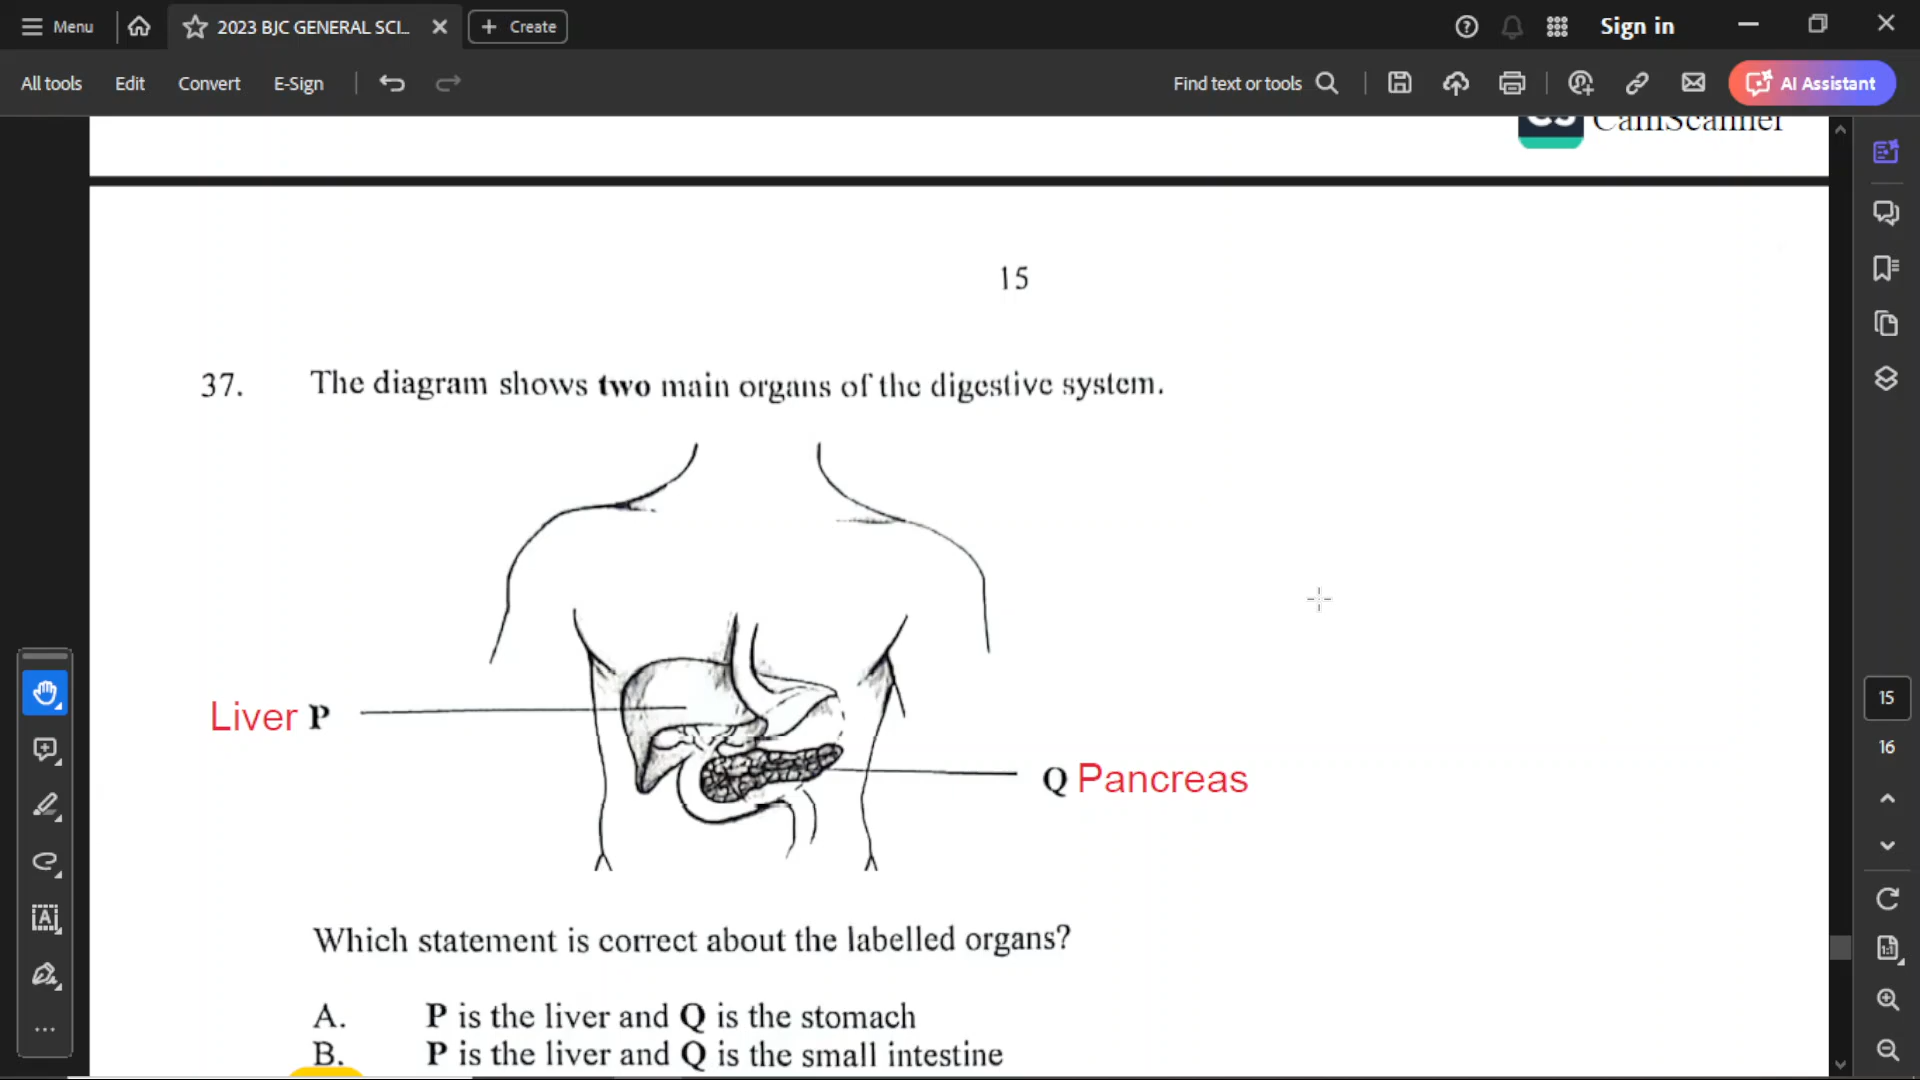 Menu
2023 BJC GENERAL SCI...
Create
Sign in
All tools
Edit
Convert
E-Sign
Find text or tools
AI Assistant
CS CamScanner
15
37. The diagram shows two main organs of the digestive system.
Liver P
Q Pancreas
Which statement is correct about the labelled organs?
A. P is the liver and Q is the stomach
B. P is the liver and Q is the small intestine
15
16